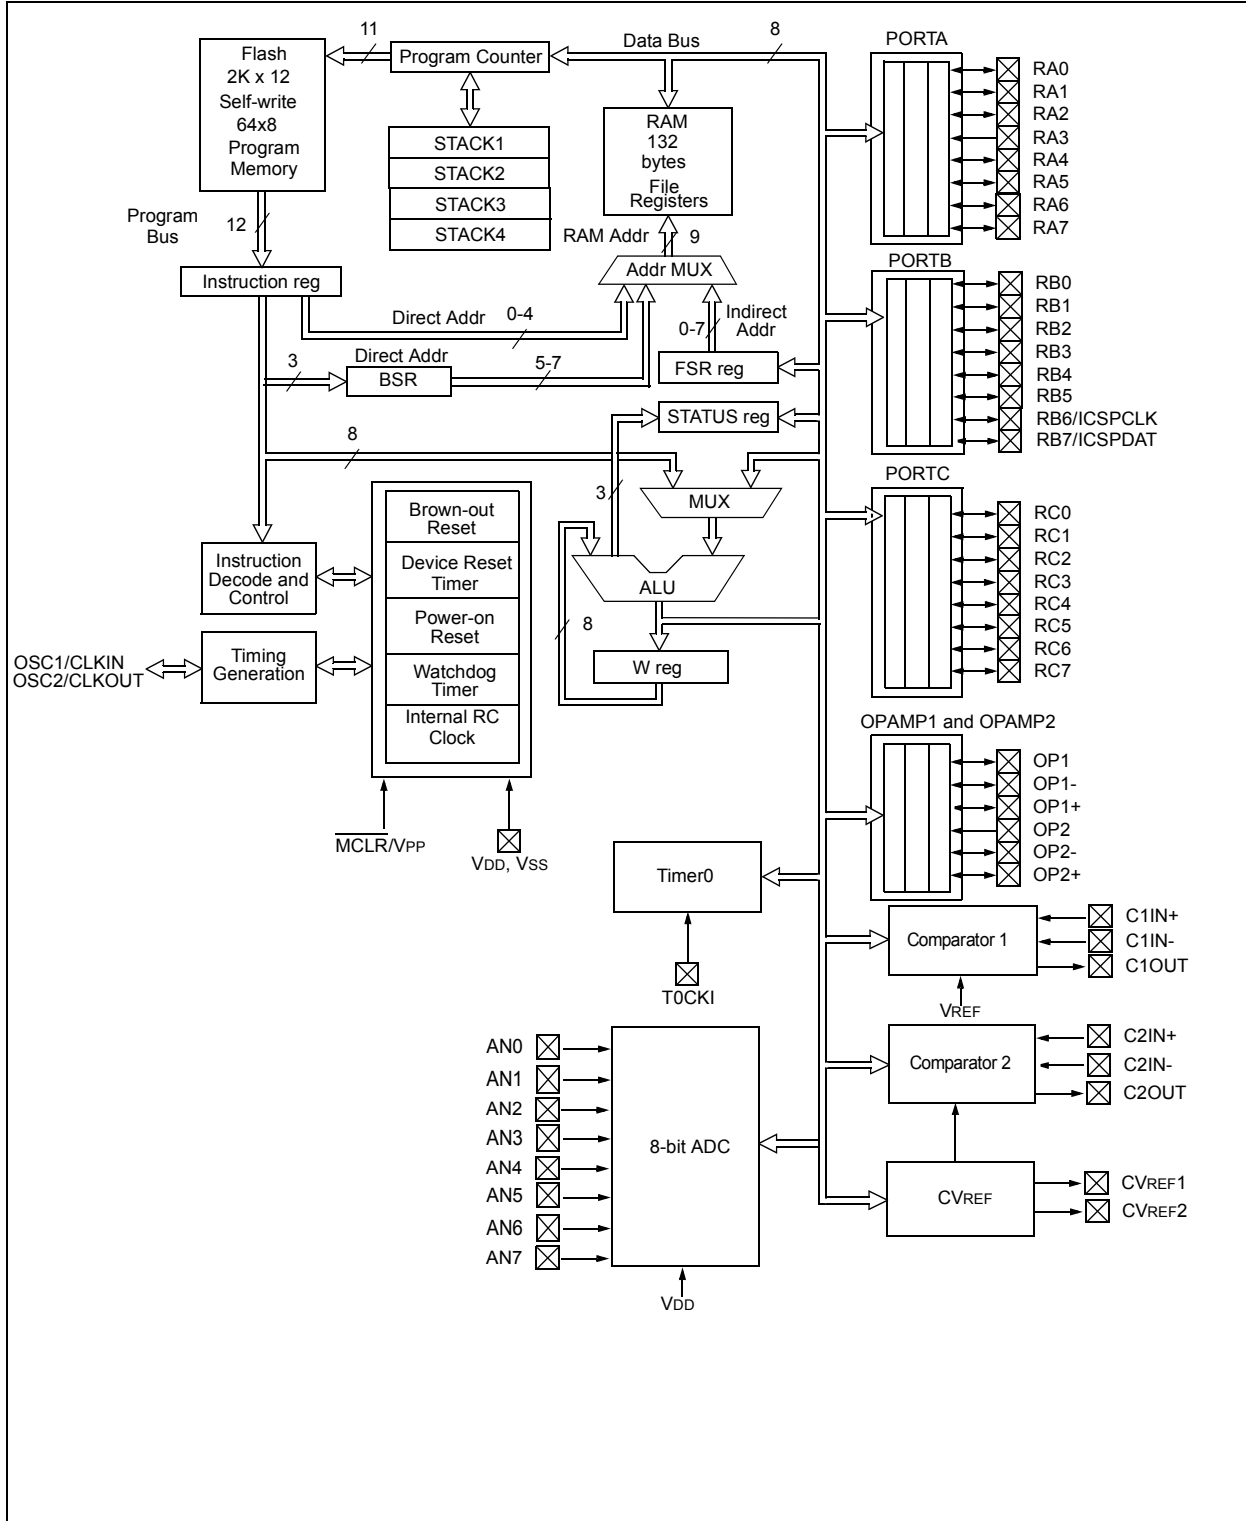 Flash
2K x 12
Self-write
64x8
Program
Memory
11
Program Counter
STACK1
STACK2
STACK3
STACK4
Data Bus
8
RAM
132
bytes
File
Registers
Program
Bus
12
RAM Addr
9
Addr MUX
Instruction reg
Direct Addr
0-4
0-7
Indirect
Addr
Direct Addr
3
BSR
5-7
FSR reg
STATUS reg
8
3
MUX
ALU
8
W reg
Brown-out
Reset
Device Reset
Timer
Power-on
Reset
Watchdog
Timer
Internal RC
Clock
Instruction
Decode and
Control
Timing
Generation
OSC1/CLKIN
OSC2/CLKOUT
MCLR/VPP
VDD, VSS
Timer0
T0CKI
AN0
AN1
AN2
AN3
AN4
AN5
AN6
AN7
8-bit ADC
VDD
PORTA
RA0
RA1
RA2
RA3
RA4
RA5
RA6
RA7
PORTB
RB0
RB1
RB2
RB3
RB4
RB5
RB6/ICSPCLK
RB7/ICSPDAT
PORTC
RC0
RC1
RC2
RC3
RC4
RC5
RC6
RC7
OPAMP1 and OPAMP2
OP1
OP1-
OP1+
OP2
OP2-
OP2+
Comparator 1
C1IN+
C1IN-
C1OUT
VREF
Comparator 2
C2IN+
C2IN-
C2OUT
CVREF
CVREF1
CVREF2